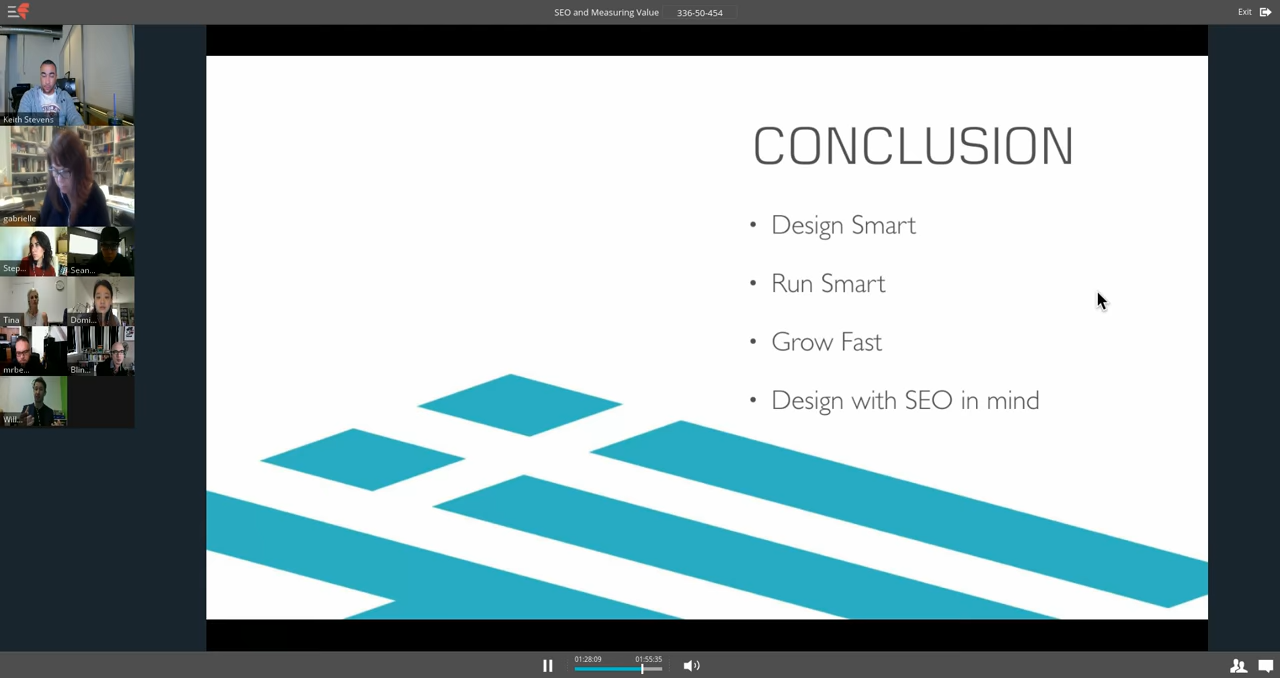 SEO and Measuring Value 336-50-454
Exit
Keith Stevens
gabrielle
Step...
Sean...
Tina
Domi...
mrbe...
Blin...
Will...
CONCLUSION
• Design Smart
• Run Smart
• Grow Fast
• Design with SEO in mind
01:28:09
01:55:35